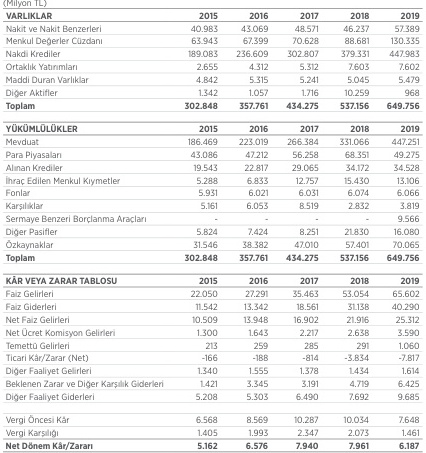 (Milyon TL)
VARLIKLAR 2015 2016 2017 2018 2019
Nakit ve Nakit Benzerleri 40.983 43.069 48.571 46.237 57.389
Menkul Değerler Cüzdanı 63.943 67.399 70.628 88.681 130.335
Nakdi Krediler 189.083 236.609 302.807 379.331 447.983
Ortaklık Yatırımları 2.655 4.312 5.312 7.603 7.602
Maddi Duran Varlıklar 4.842 5.315 5.241 5.045 5.479
Diğer Aktifler 1.342 1.057 1.716 10.259 968
Toplam 302.848 357.761 434.275 537.156 649.756
YÜKÜMLÜLÜKLER 2015 2016 2017 2018 2019
Mevduat 186.469 223.019 266.384 331.066 447.251
Para Piyasaları 43.086 47.212 56.258 68.351 49.275
Alınan Krediler 19.543 22.817 29.065 34.172 34.528
İhraç Edilen Menkul Kıymetler 5.288 6.833 12.757 15.430 13.106
Fonlar 5.931 6.021 6.031 6.074 6.066
Karşılıklar 5.161 6.053 8.519 2.832 3.819
Sermaye Benzeri Borçlanma Araçları - - - - 9.566
Diğer Pasifler 5.824 7.424 8.251 21.830 16.080
Özkaynaklar 31.546 38.382 47.010 57.401 70.065
Toplam 302.848 357.761 434.275 537.156 649.756
KÂR VEYA ZARAR TABLOSU 2015 2016 2017 2018 2019
Faiz Gelirleri 22.050 27.291 35.463 53.054 65.602
Faiz Giderleri 11.542 13.342 18.561 31.138 40.290
Net Faiz Gelirleri 10.509 13.948 16.902 21.916 25.312
Net Ücret Komisyon Gelirleri 1.300 1.643 2.217 2.638 3.590
Temettü Gelirleri 213 259 285 291 1.060
Ticari Kâr/Zarar (Net) -166 -188 -814 -3.834 -7.817
Diğer Faaliyet Gelirleri 1.340 1.555 1.378 1.434 1.614
Beklenen Zarar ve Diğer Karşılık Giderleri 1.421 3.345 3.191 4.719 6.425
Diğer Faaliyet Giderleri 5.208 5.303 6.490 7.692 9.685
Vergi Öncesi Kâr 6.568 8.569 10.287 10.034 7.648
Vergi Karşılığı 1.405 1.993 2.347 2.073 1.461
Net Dönem Kârı/Zararı 5.162 6.576 7.940 7.961 6.187